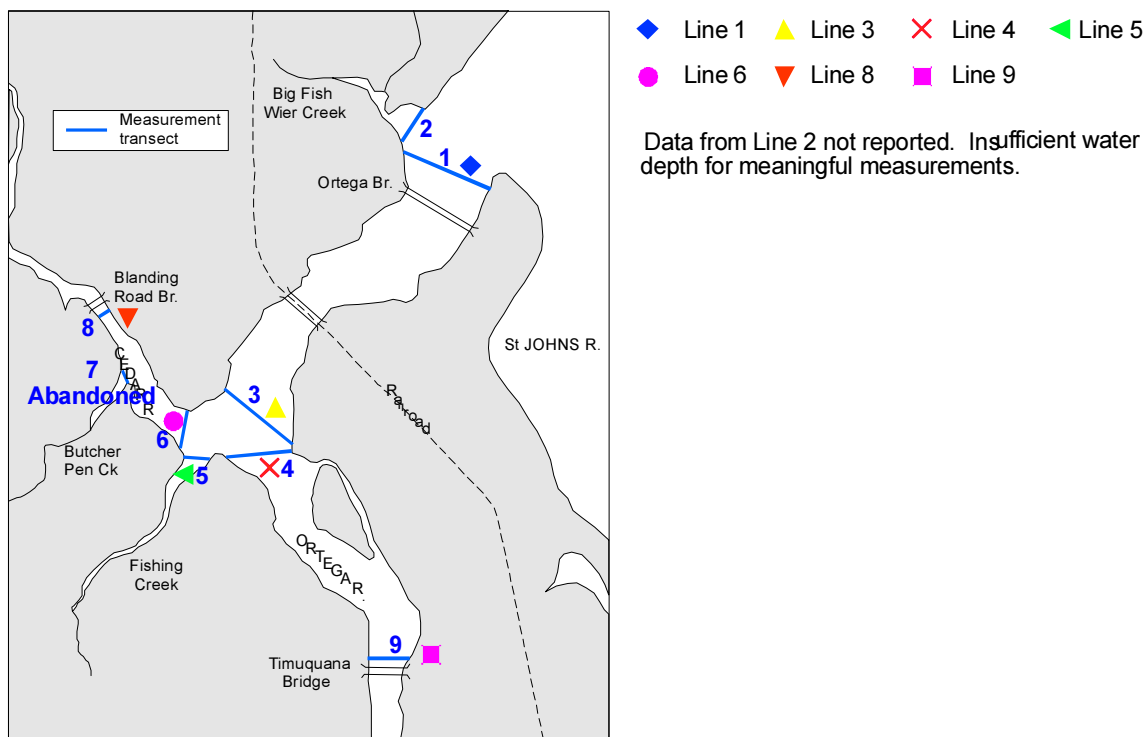 Line 1
Line 3
Line 4
Line 5
Line 6
Line 8
Line 9
Data from Line 2 not reported. Insufficient water
depth for meaningful measurements.
Measurement
transect
Big Fish
Wier Creek
2
1
Ortega Br.
Blanding
Road Br.
8
St JOHNS R.
7
Abandoned
CEDAR R
Railroad
3
6
Butcher
Pen Ck
5
4
ORTEGA R.
Fishing
Creek
9
Timuquana
Bridge